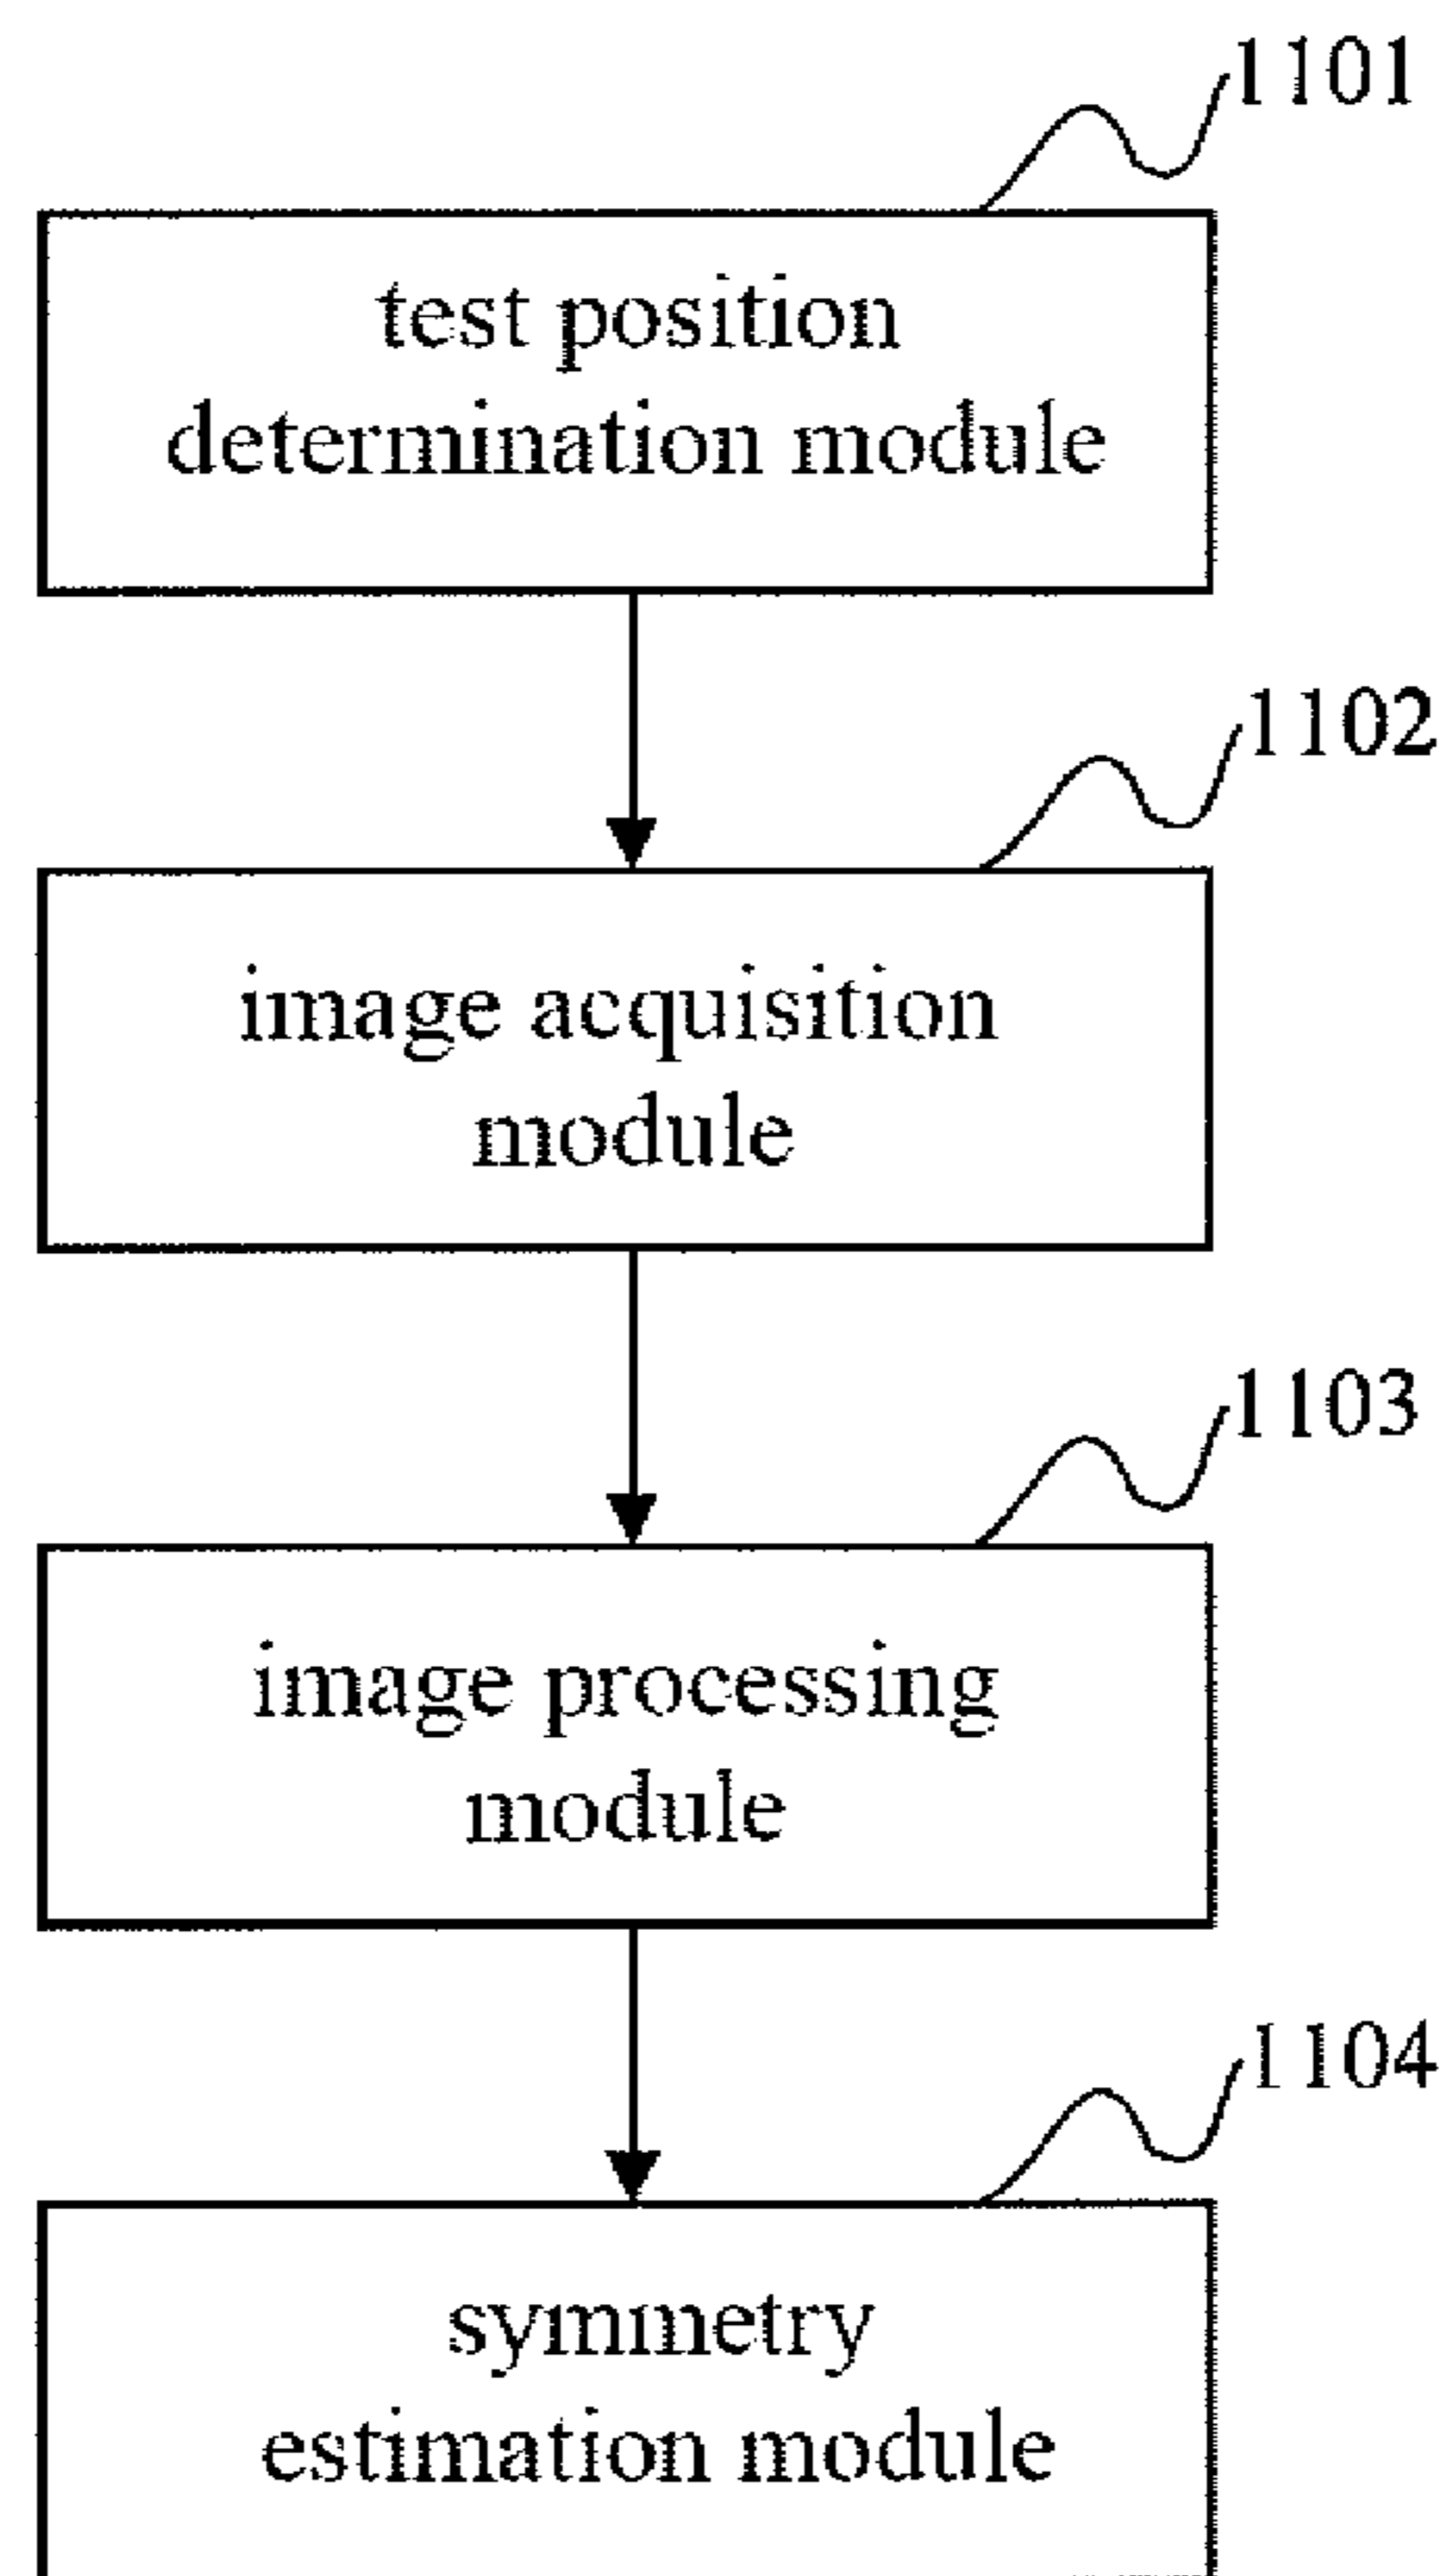 1101
test position
determination module
1102
image acquisition
module
1103
image processing
module
1104
symmetry
estimation module